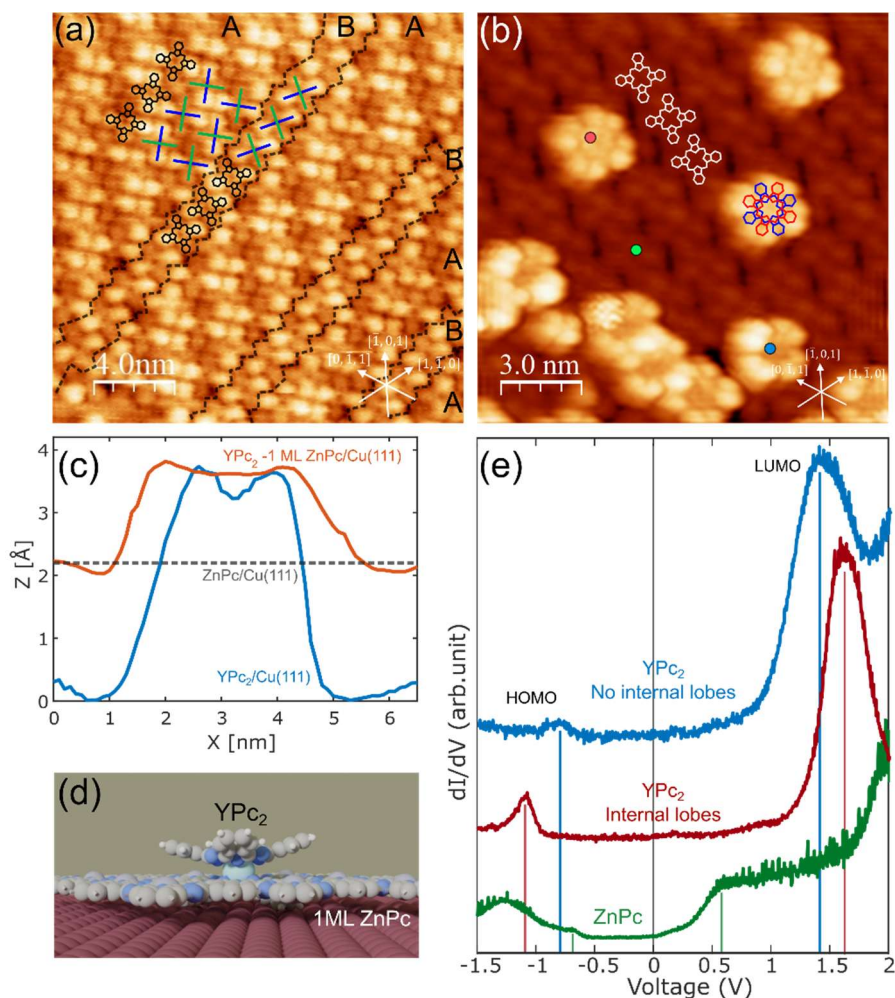 (a)
A
B
A
B
A
B
A
4.0nm
[0,1̅,1]
[1̅,0,1]
[1,1̅,0]
(b)
3.0 nm
[0,1̅,1]
[1̅,0,1]
[1,1̅,0]
(c)
4
3
2
1
0
Z [Å]
YPc₂ -1 ML ZnPc/Cu(111)
ZnPc/Cu(111)
YPc₂/Cu(111)
0 1 2 3 4 5 6
X [nm]
(d)
YPc₂
1ML ZnPc
(e)
LUMO
HOMO
YPc₂
No internal lobes
YPc₂
Internal lobes
ZnPc
dI/dV (arb.unit)
-1.5 -1 -0.5 0 0.5 1 1.5 2
Voltage (V)